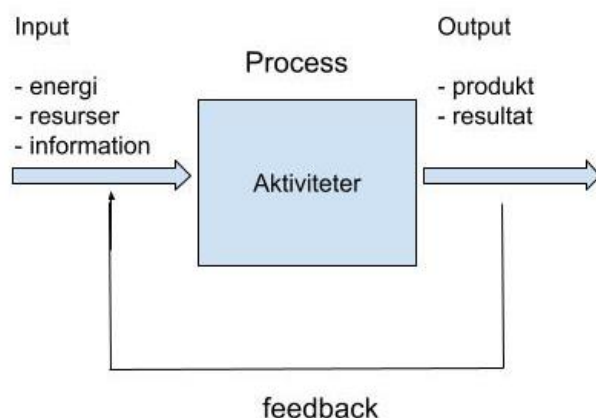 Input
- energi
- resurser
- information
Process
Aktiviteter
Output
- produkt
- resultat
feedback